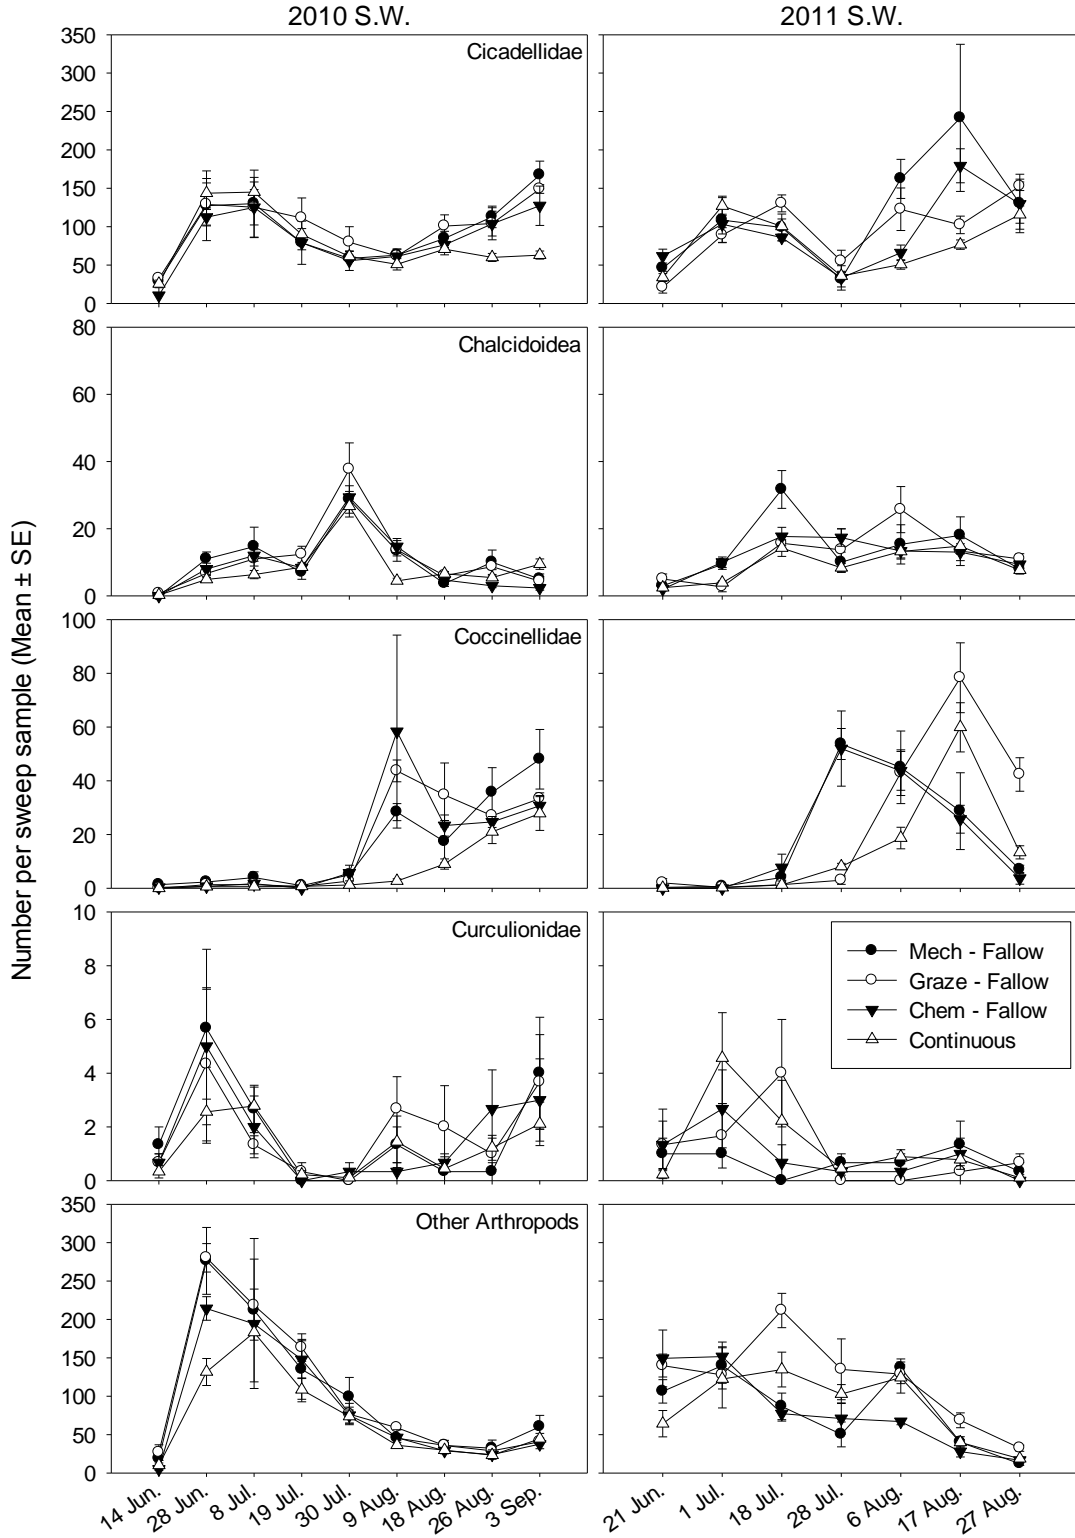 2010 S.W.
2011 S.W.
Number per sweep sample (Mean ± SE)
350
300
250
200
150
100
50
0
Cicadellidae
80
60
40
20
0
Chalcidoidea
100
80
60
40
20
0
Coccinellidae
10
8
6
4
2
0
Curculionidae
Mech - Fallow
Graze - Fallow
Chem - Fallow
Continuous
350
300
250
200
150
100
50
0
Other Arthropods
14 Jun.
28 Jun.
8 Jul.
19 Jul.
30 Jul.
9 Aug.
18 Aug.
26 Aug.
3 Sep.
21 Jun.
1 Jul.
18 Jul.
28 Jul.
6 Aug.
17 Aug.
27 Aug.